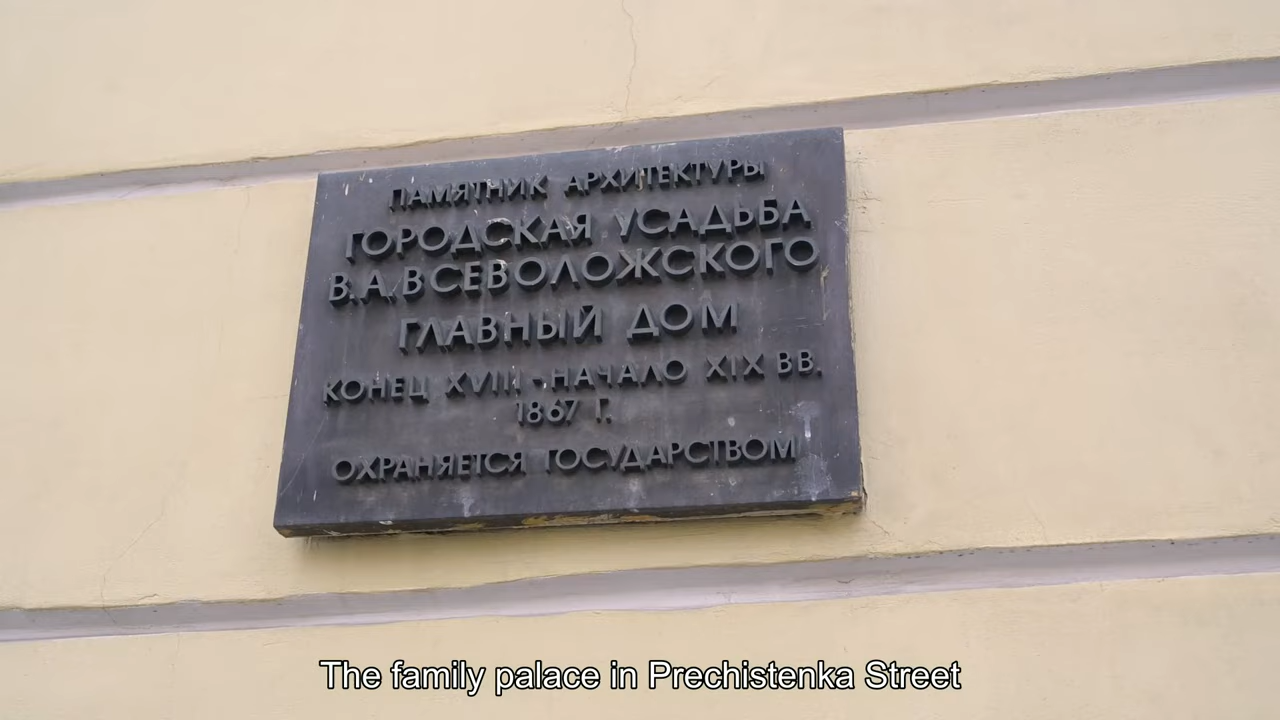 ПАМЯТНИК АРХИТЕКТУРЫ
ГОРОДСКАЯ УСАДЬБА
В.А.ВСЕВОЛОЖСКОГО
ГЛАВНЫЙ ДОМ
КОНЕЦ XVIII - НАЧАЛО XIX ВВ.
1867 Г.
ОХРАНЯЕТСЯ ГОСУДАРСТВОМ
The family palace in Prechistenka Street